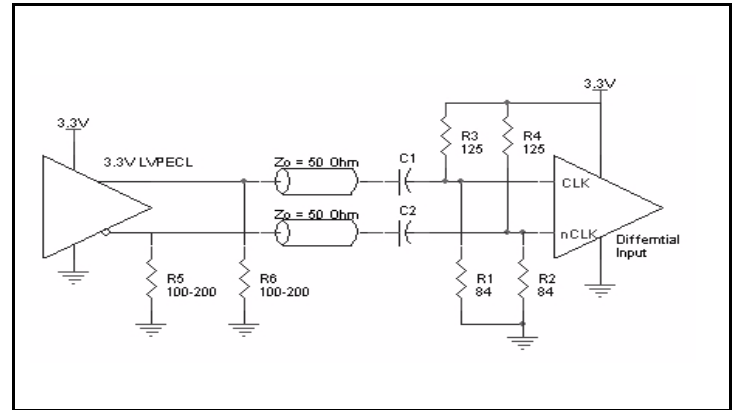 3.3V
3.3V
3.3V LVPECL
Zo = 50 Ohm
C1
R3
125
R4
125
CLK
Zo = 50 Ohm
C2
nCLK
Differntial
Input
R5
100-200
R6
100-200
R1
84
R2
84